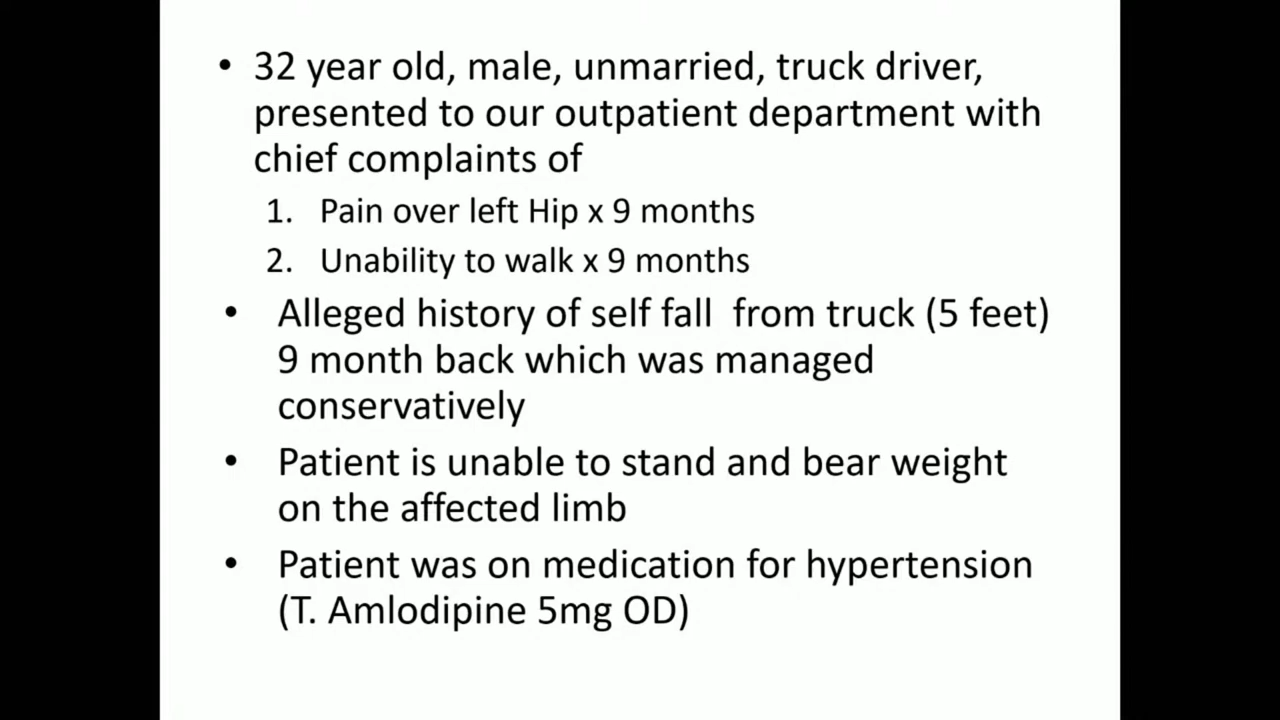 • 32 year old, male, unmarried, truck driver,
presented to our outpatient department with
chief complaints of
1. Pain over left Hip x 9 months
2. Unability to walk x 9 months
• Alleged history of self fall from truck (5 feet)
9 month back which was managed
conservatively
• Patient is unable to stand and bear weight
on the affected limb
• Patient was on medication for hypertension
(T. Amlodipine 5mg OD)